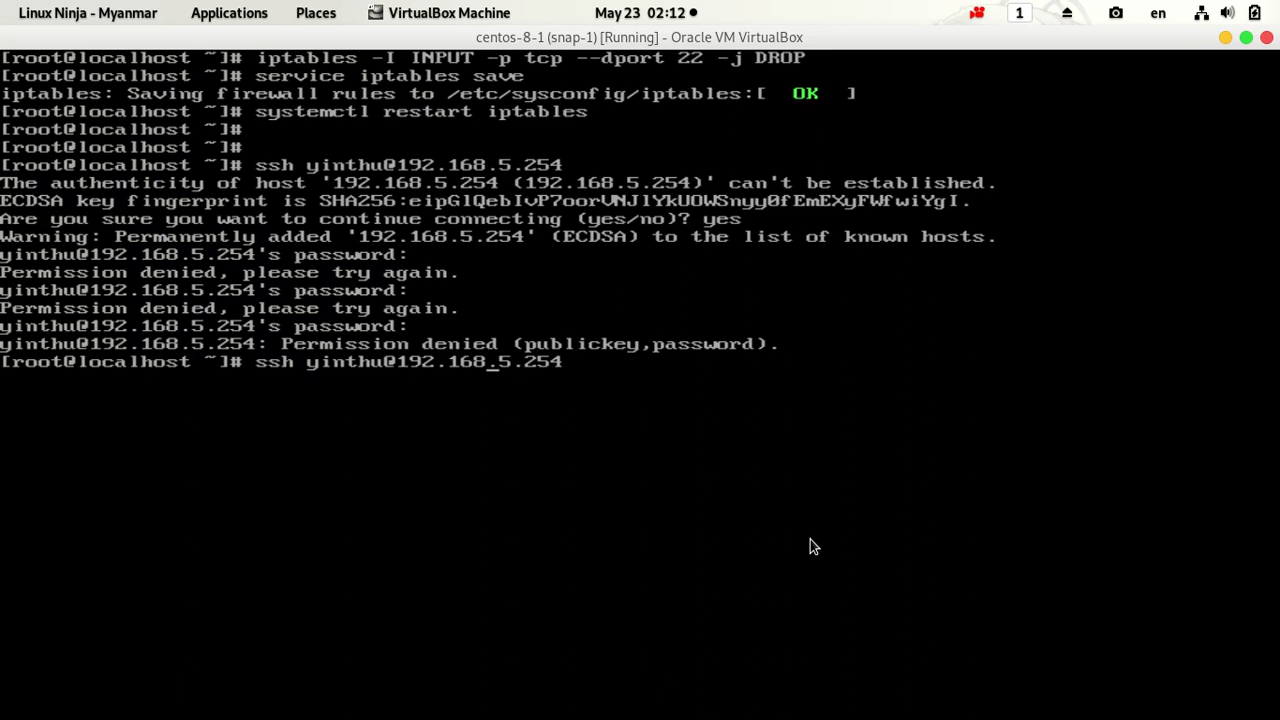 Linux Ninja - Myanmar Applications Places VirtualBox Machine May 23 02:12 ● 1 en
centos-8-1 (snap-1) [Running] - Oracle VM VirtualBox
[root@localhost ~]# iptables -I INPUT -p tcp --dport 22 -j DROP
[root@localhost ~]# service iptables save
iptables: Saving firewall rules to /etc/sysconfig/iptables:[  OK  ]
[root@localhost ~]# systemctl restart iptables
[root@localhost ~]#
[root@localhost ~]#
[root@localhost ~]# ssh yinthu@192.168.5.254
The authenticity of host '192.168.5.254 (192.168.5.254)' can't be established.
ECDSA key fingerprint is SHA256:eipGlQebIvP7oorVNJlYkUOWSnyy0fEmEXyFWfwiYgI.
Are you sure you want to continue connecting (yes/no)? yes
Warning: Permanently added '192.168.5.254' (ECDSA) to the list of known hosts.
yinthu@192.168.5.254's password:
Permission denied, please try again.
yinthu@192.168.5.254's password:
Permission denied, please try again.
yinthu@192.168.5.254's password:
yinthu@192.168.5.254: Permission denied (publickey,password).
[root@localhost ~]# ssh yinthu@192.168.5.254